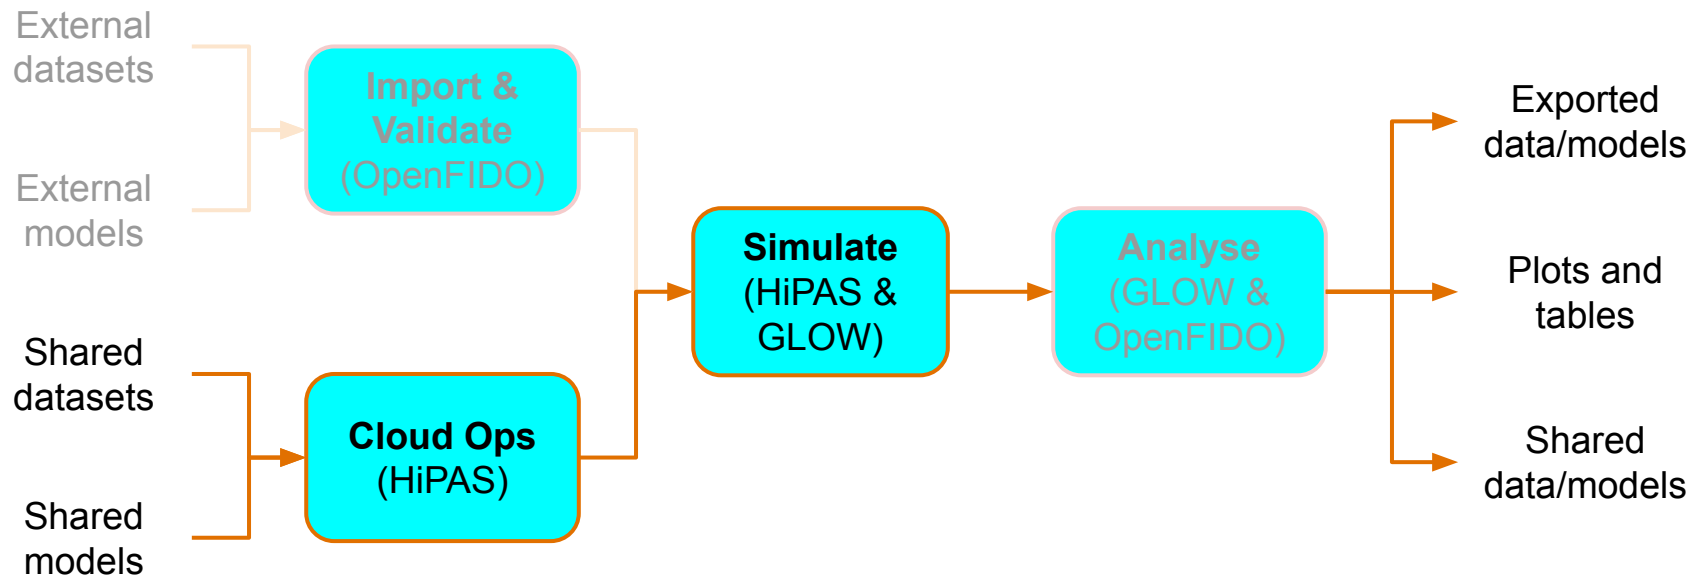 External
datasets
External
models
Import &
Validate
(OpenFIDO)
Shared
datasets
Shared
models
Cloud Ops
(HiPAS)
Simulate
(HiPAS &
GLOW)
Analyse
(GLOW &
OpenFIDO)
Exported
data/models
Plots and
tables
Shared
data/models